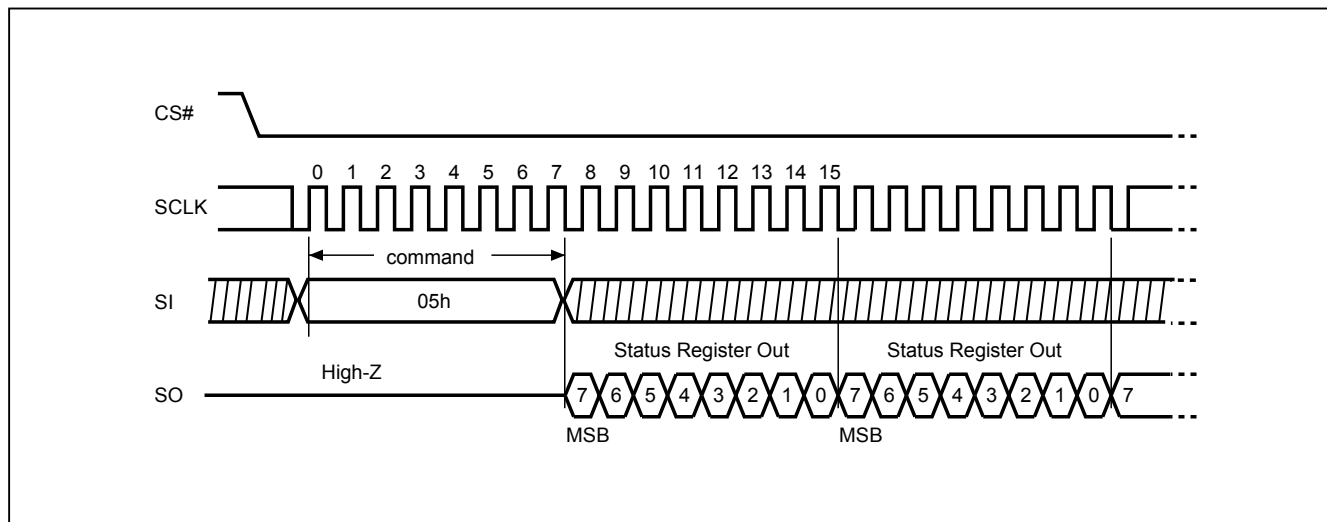 CS#
0 1 2 3 4 5 6 7 8 9 10 11 12 13 14 15
SCLK
command
SI
05h
Status Register Out Status Register Out
High-Z
SO
7 6 5 4 3 2 1 0 7 6 5 4 3 2 1 0 7
MSB MSB